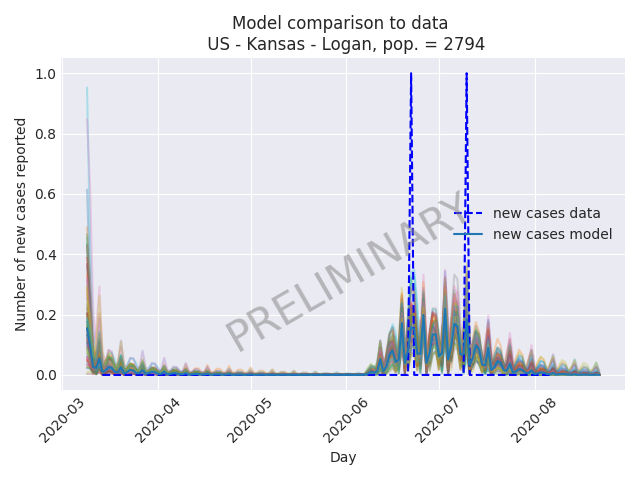 Model comparison to data
US - Kansas - Logan, pop. = 2794
Number of new cases reported
1.0
0.8
0.6
0.4
0.2
0.0
PRELIMINARY
new cases data
new cases model
2020-03
2020-04
2020-05
2020-06
2020-07
2020-08
Day